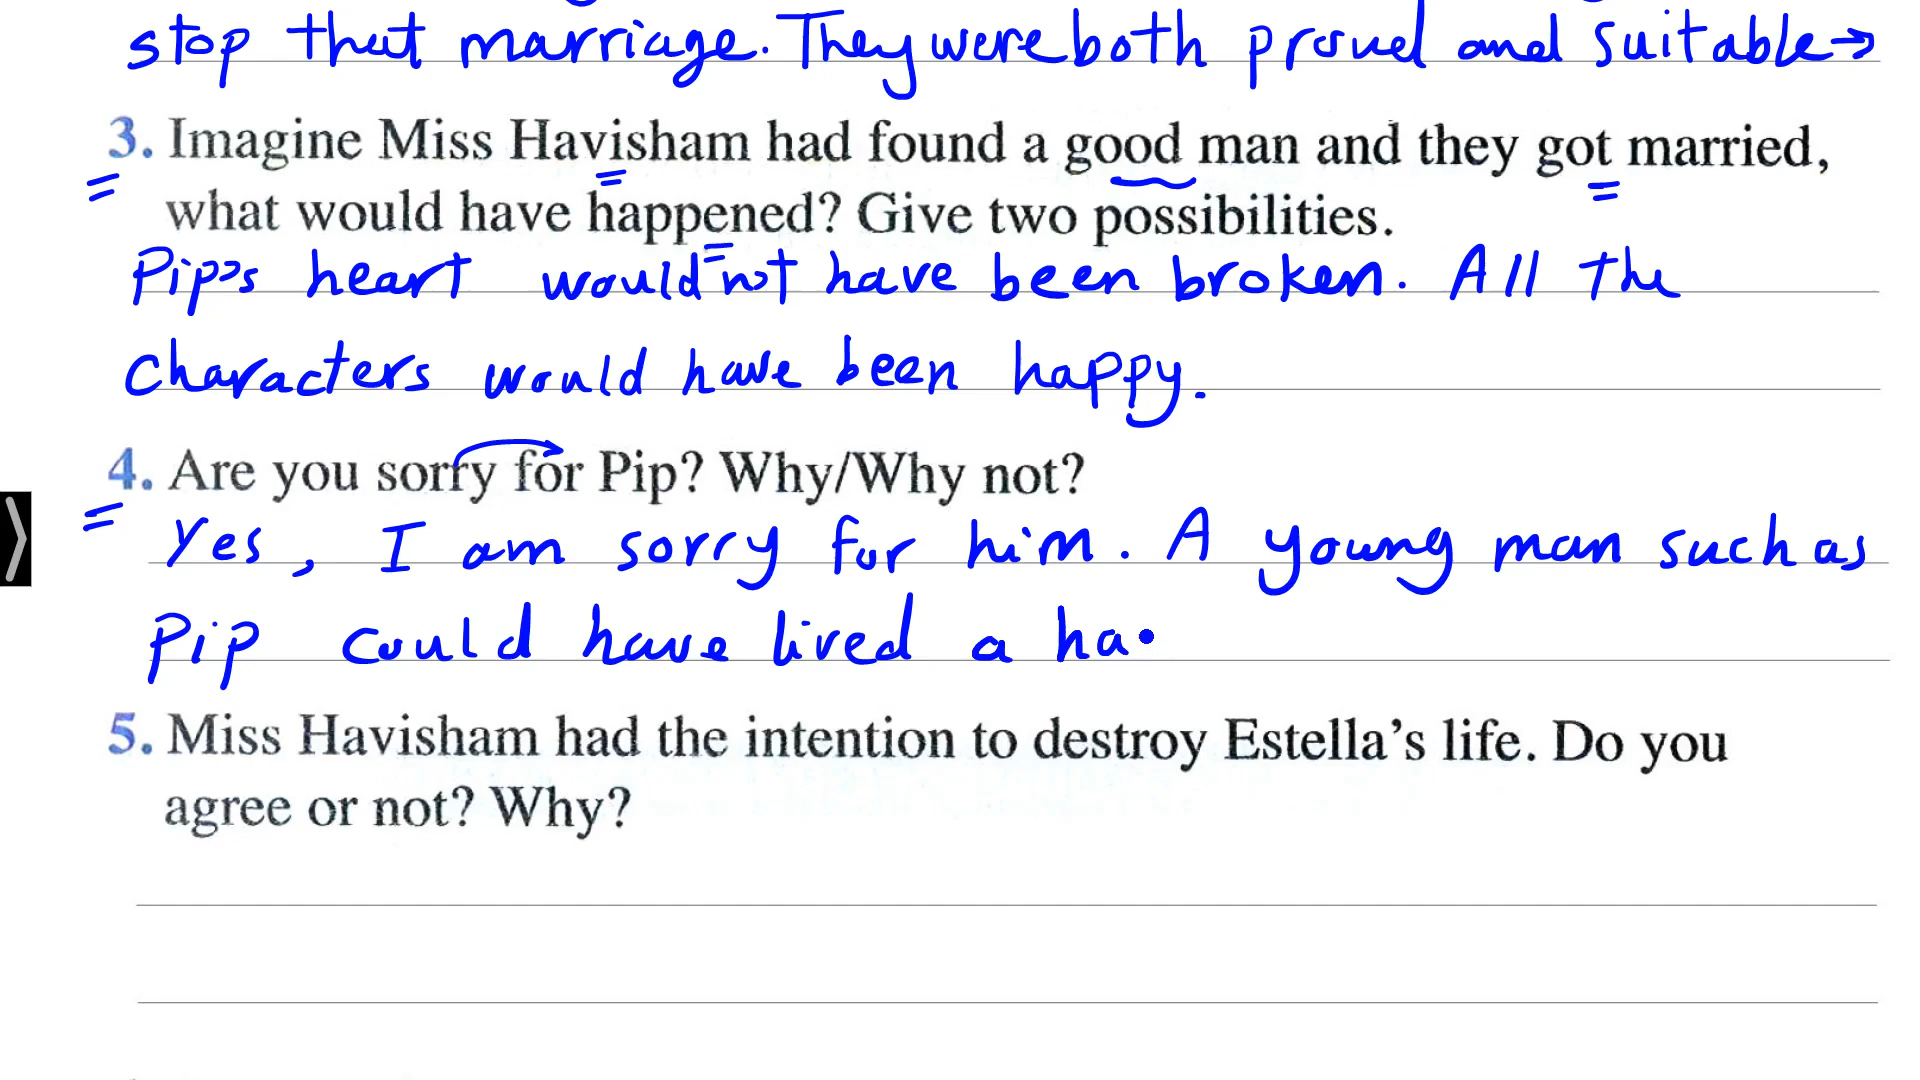 stop that marriage. They were both proud and suitable→
3. Imagine Miss Havisham had found a good man and they got married,
what would have happened? Give two possibilities.
Pip's heart would not have been broken. All the
characters would have been happy.
4. Are you sorry for Pip? Why/Why not?
Yes, I am sorry for him. A young man such as
Pip could have lived a ha
5. Miss Havisham had the intention to destroy Estella's life. Do you
agree or not? Why?